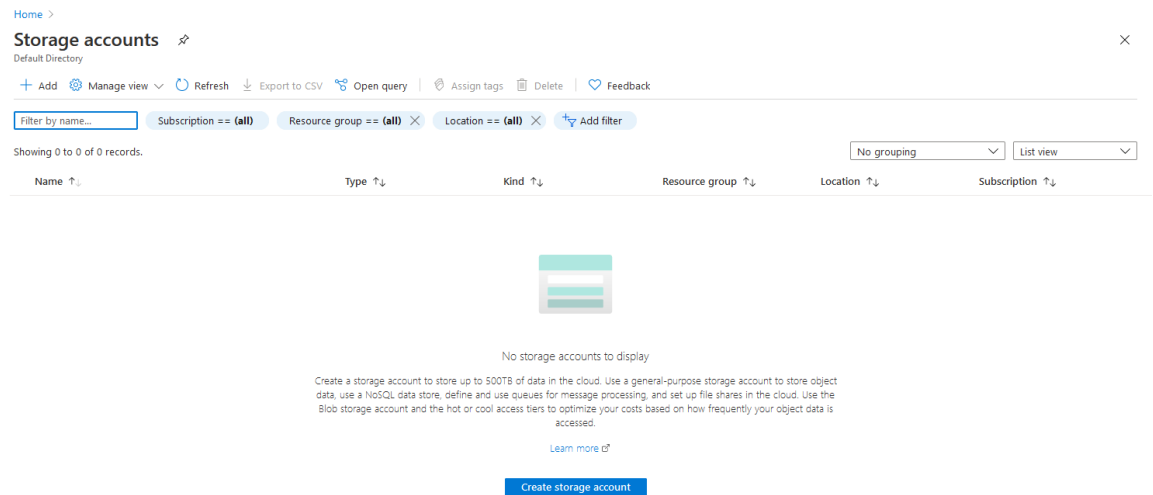 Home >
Storage accounts
Default Directory
Add Manage view Refresh Export to CSV Open query Assign tags Delete Feedback
Filter by name... Subscription == (all) Resource group == (all) Location == (all) Add filter
Showing 0 to 0 of 0 records. No grouping List view
Name Type Kind Resource group Location Subscription
No storage accounts to display
Create a storage account to store up to 500TB of data in the cloud. Use a general-purpose storage account to store object
data, use a NoSQL data store, define and use queues for message processing, and set up file shares in the cloud. Use the
Blob storage account and the hot or cool access tiers to optimize your costs based on how frequently your object data is
accessed.
Learn more
Create storage account